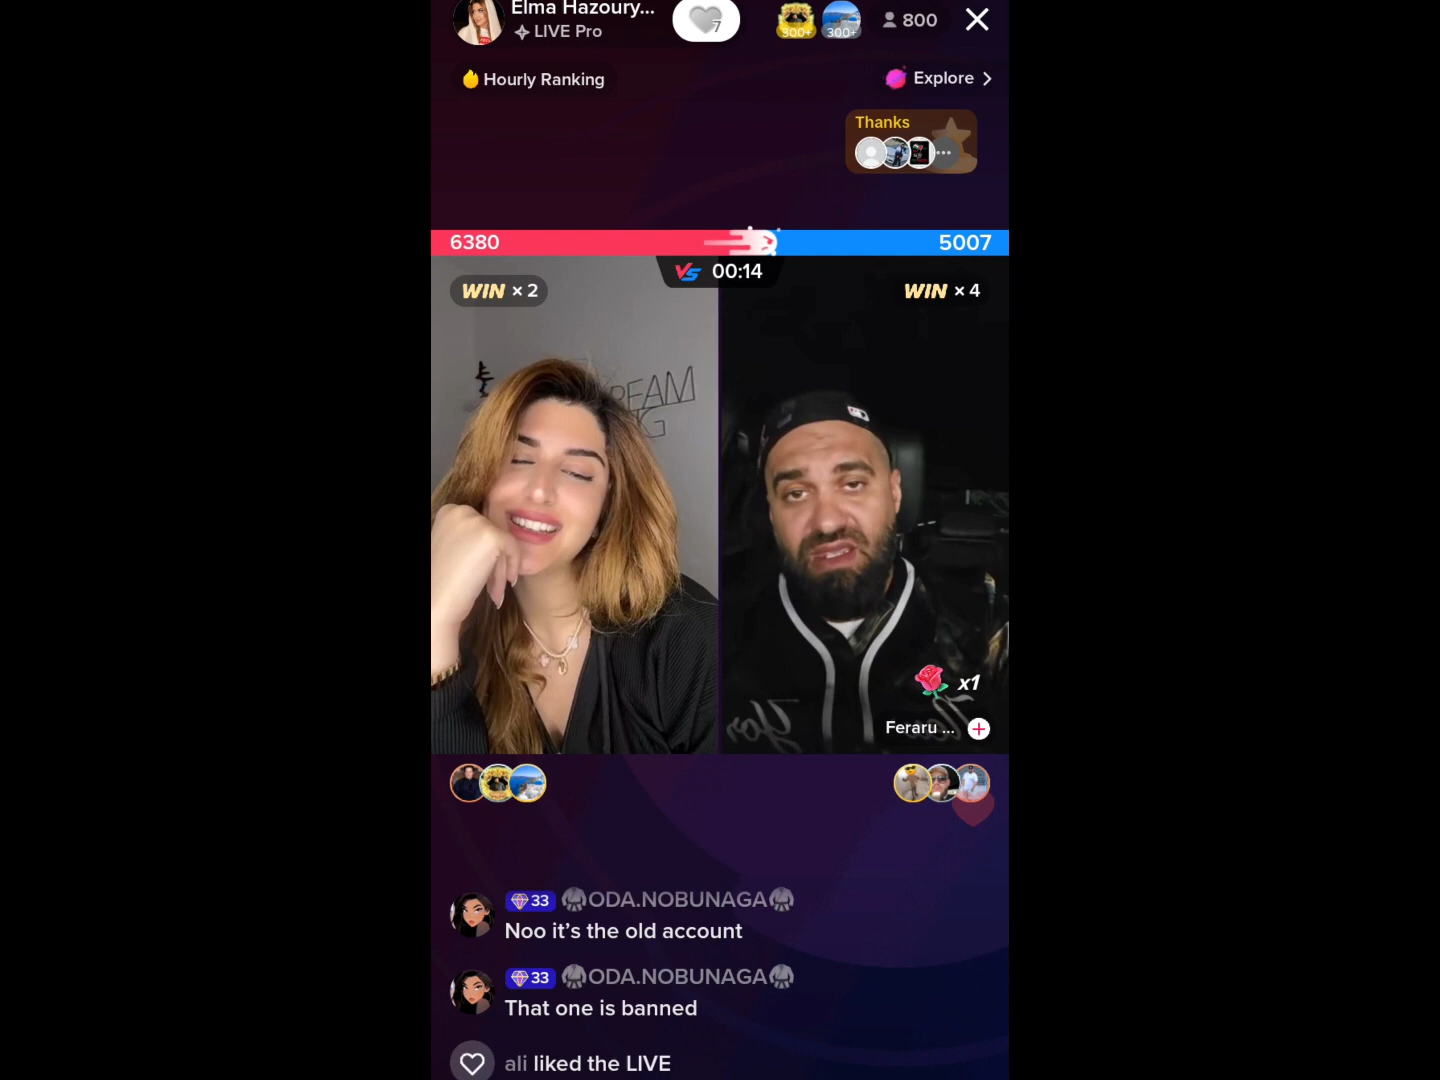 Elma Hazoury...
LIVE Pro
7
300+
300+
800
Hourly Ranking
Explore
Thanks
6380
5007
VS 00:14
WIN × 2
WIN × 4
REAM
G
x1
Feraru ...
33 ODA.NOBUNAGA
Noo it’s the old account
33 ODA.NOBUNAGA
That one is banned
ali liked the LIVE